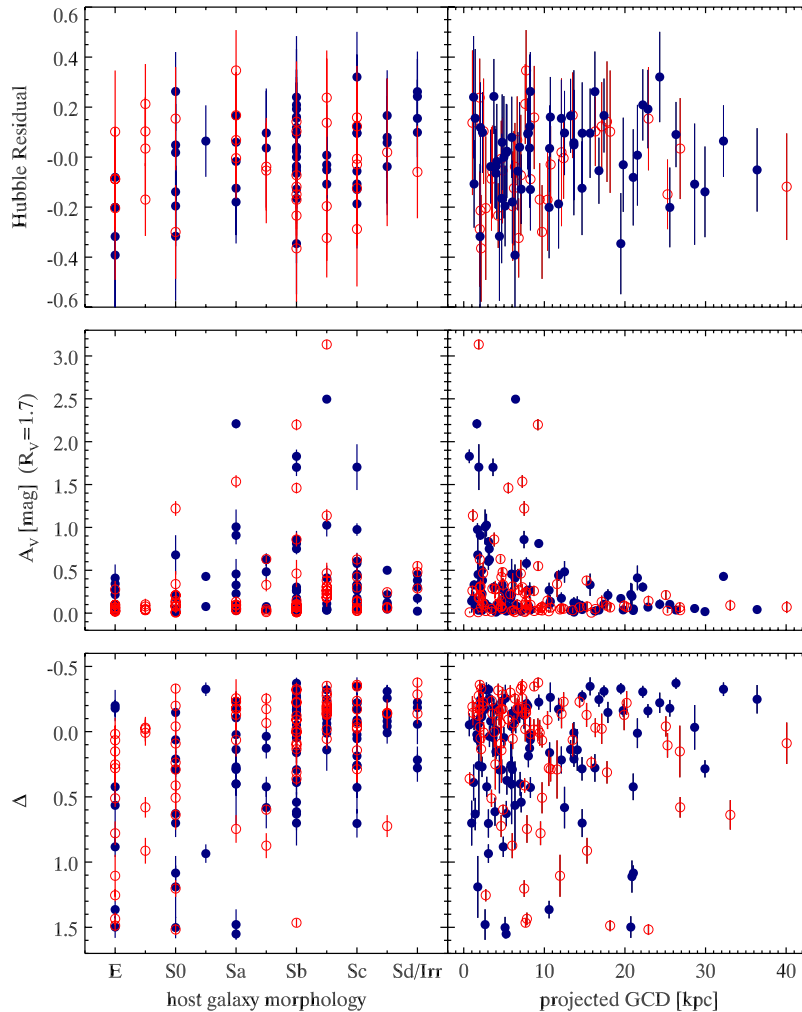 0.6
0.4
0.2
-0.0
-0.2
-0.4
-0.6
Hubble Residual
3.0
2.5
2.0
1.5
1.0
0.5
0.0
A_V [mag] (R_V=1.7)
-0.5
0.0
0.5
1.0
1.5
Δ
E S0 Sa Sb Sc Sd/Irr
host galaxy morphology
0 10 20 30 40
projected GCD [kpc]